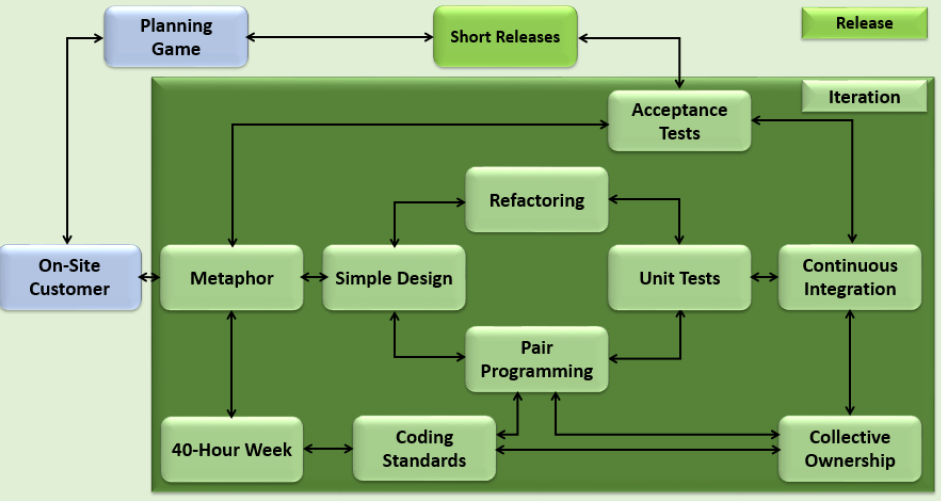 Planning
Game
Short Releases
Release
Iteration
Acceptance
Tests
Refactoring
On-Site
Customer
Metaphor
Simple Design
Unit Tests
Continuous
Integration
Pair
Programming
40-Hour Week
Coding
Standards
Collective
Ownership